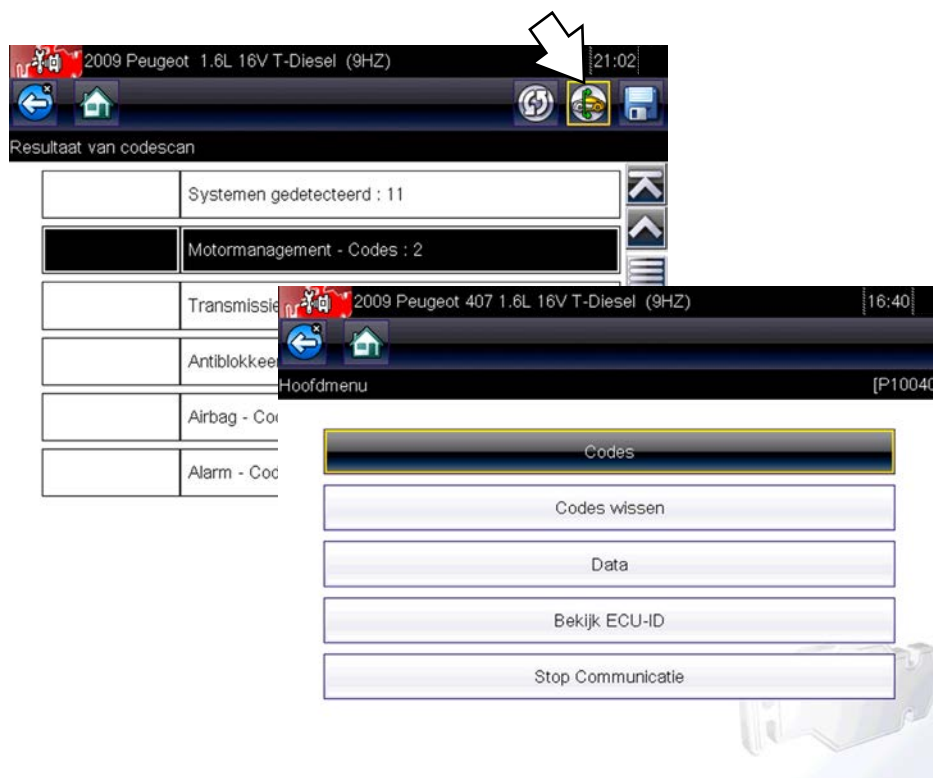 2009 Peugeot 1.6L 16V T-Diesel (9HZ) 21:02
Resultaat van codescan
Systemen gedetecteerd : 11
Motormanagement - Codes : 2
Transmissie
Antiblokkeer
Airbag - Co
Alarm - Cod
2009 Peugeot 407 1.6L 16V T-Diesel (9HZ) 16:40
Hoofdmenu [P10040
Codes
Codes wissen
Data
Bekijk ECU-ID
Stop Communicatie